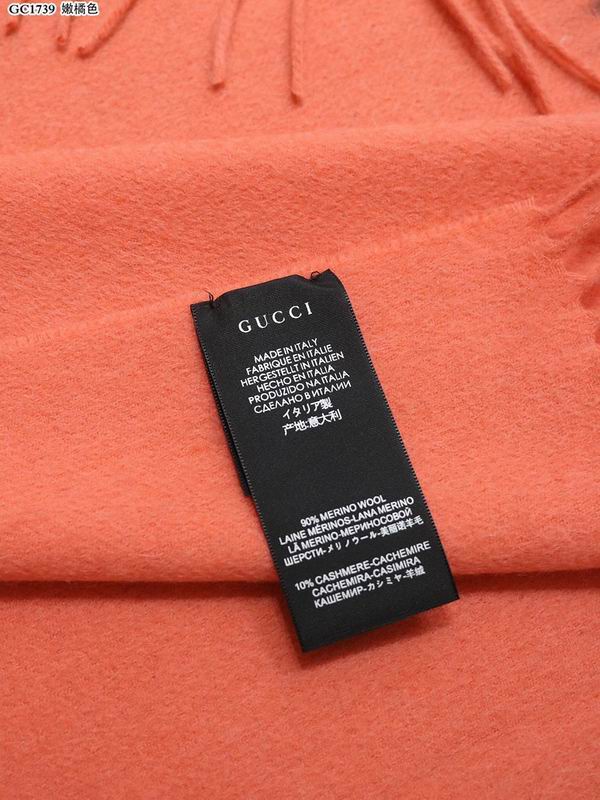 GC1739 嫩橘色
GUCCI
MADE IN ITALY
FABRIQUE EN ITALIE
HERGESTELLT IN ITALIEN
HECHO EN ITALIA
PRODUZIDO NA ITALIA
СДЕЛАНО В ИТАЛИИ
イタリア製
产地:意大利
90% MERINO WOOL
LAINE MÉRINOS-LANA MERINO
LÃ MERINO-МЕРИНОСОВОЙ
ШЕРСТИ-メリノウール-美丽诺羊毛
10% CASHMERE-CACHEMIRE
CACHEMIRA-CASIMIRA
КАШЕМИР-カシミヤ-羊绒